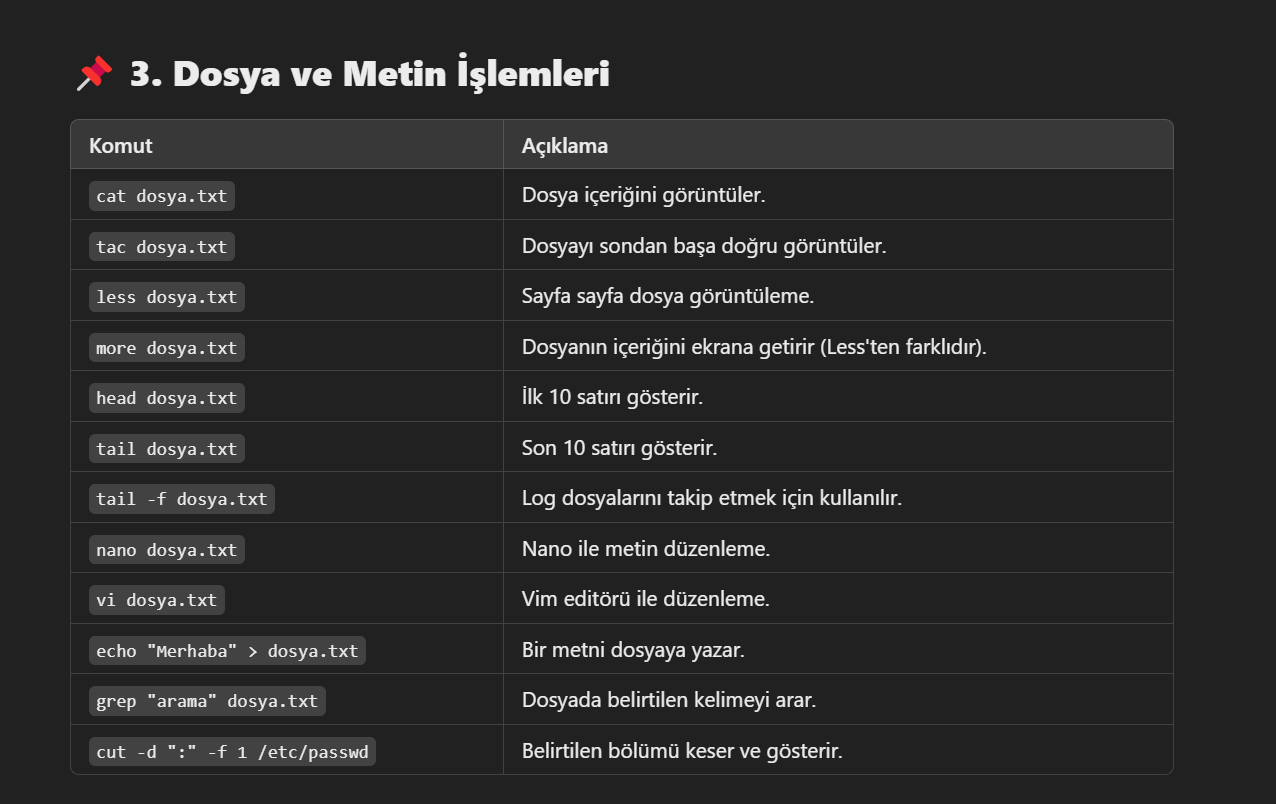 3. Dosya ve Metin İşlemleri
Komut Açıklama
cat dosya.txt Dosya içeriğini görüntüler.
tac dosya.txt Dosyayı sondan başa doğru görüntüler.
less dosya.txt Sayfa sayfa dosya görüntüleme.
more dosya.txt Dosyanın içeriğini ekrana getirir (Less'ten farklıdır).
head dosya.txt İlk 10 satırı gösterir.
tail dosya.txt Son 10 satırı gösterir.
tail -f dosya.txt Log dosyalarını takip etmek için kullanılır.
nano dosya.txt Nano ile metin düzenleme.
vi dosya.txt Vim editörü ile düzenleme.
echo "Merhaba" > dosya.txt Bir metni dosyaya yazar.
grep "arama" dosya.txt Dosyada belirtilen kelimeyi arar.
cut -d ":" -f 1 /etc/passwd Belirtilen bölümü keser ve gösterir.